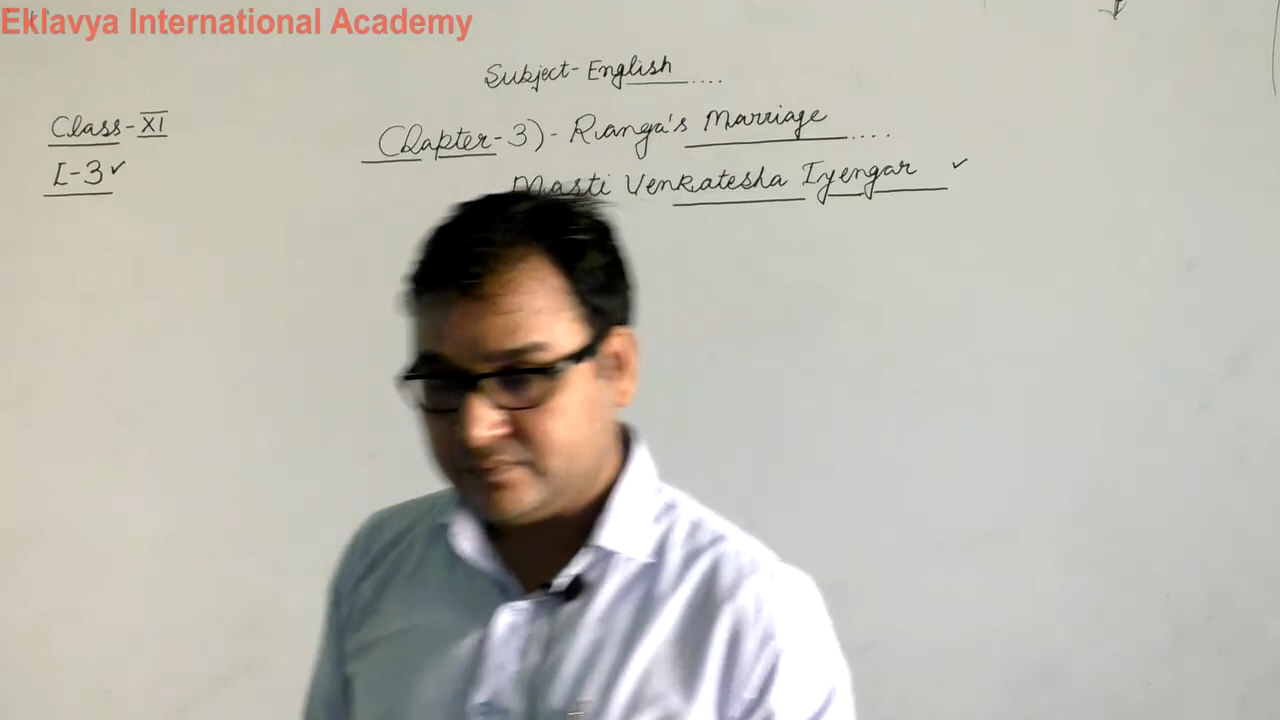 Eklavya International Academy
Subject-English....
Class-XI
Chapter-3)-Ranga's Marriage....
L-3✓
Masti Venkatesha Iyengar ✓